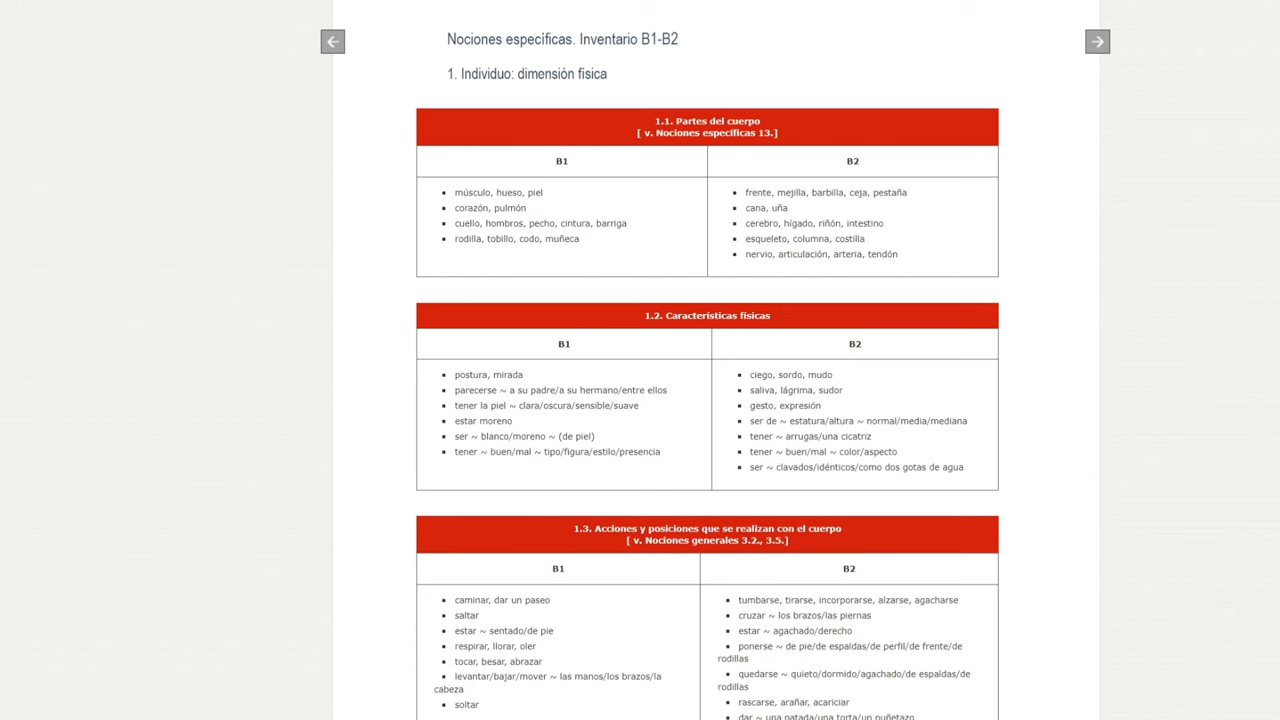 Nociones específicas. Inventario B1-B2
1. Individuo: dimensión física
1.1. Partes del cuerpo
[ v. Nociones específicas 13.]
B1
B2
músculo, hueso, piel
corazón, pulmón
cuello, hombros, pecho, cintura, barriga
rodilla, tobillo, codo, muñeca
frente, mejilla, barbilla, ceja, pestaña
cana, uña
cerebro, hígado, riñón, intestino
esqueleto, columna, costilla
nervio, articulación, arteria, tendón
1.2. Características físicas
B1
B2
postura, mirada
parecerse ~ a su padre/a su hermano/entre ellos
tener la piel ~ clara/oscura/sensible/suave
estar moreno
ser ~ blanco/moreno ~ (de piel)
tener ~ buen/mal ~ tipo/figura/estilo/presencia
ciego, sordo, mudo
saliva, lágrima, sudor
gesto, expresión
ser de ~ estatura/altura ~ normal/media/mediana
tener ~ arrugas/una cicatriz
tener ~ buen/mal ~ color/aspecto
ser ~ clavados/idénticos/como dos gotas de agua
1.3. Acciones y posiciones que se realizan con el cuerpo
[ v. Nociones generales 3.2., 3.5.]
B1
B2
caminar, dar un paseo
saltar
estar ~ sentado/de pie
respirar, llorar, oler
tocar, besar, abrazar
levantar/bajar/mover ~ las manos/los brazos/la
cabeza
soltar
tumbarse, tirarse, incorporarse, alzarse, agacharse
cruzar ~ los brazos/las piernas
estar ~ agachado/derecho
ponerse ~ de pie/de espaldas/de perfil/de frente/de
rodillas
quedarse ~ quieto/dormido/agachado/de espaldas/de
rodillas
rascarse, arañar, acariciar
dar ~ una patada/una torta/un puñetazo